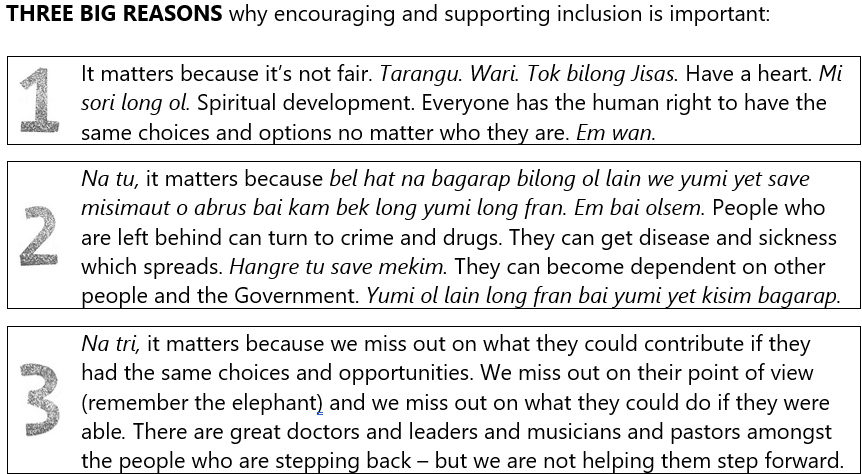 THREE BIG REASONS why encouraging and supporting inclusion is important:
1
It matters because it’s not fair. Tarangu. Wari. Tok bilong Jisas. Have a heart. Mi
sori long ol. Spiritual development. Everyone has the human right to have the
same choices and options no matter who they are. Em wan.
2
Na tu, it matters because bel hat na bagarap bilong ol lain we yumi yet save
misimaut o abrus bai kam bek long yumi long fran. Em bai olsem. People who
are left behind can turn to crime and drugs. They can get disease and sickness
which spreads. Hangre tu save mekim. They can become dependent on other
people and the Government. Yumi ol lain long fran bai yumi yet kisim bagarap.
3
Na tri, it matters because we miss out on what they could contribute if they
had the same choices and opportunities. We miss out on their point of view
(remember the elephant) and we miss out on what they could do if they were
able. There are great doctors and leaders and musicians and pastors amongst
the people who are stepping back – but we are not helping them step forward.